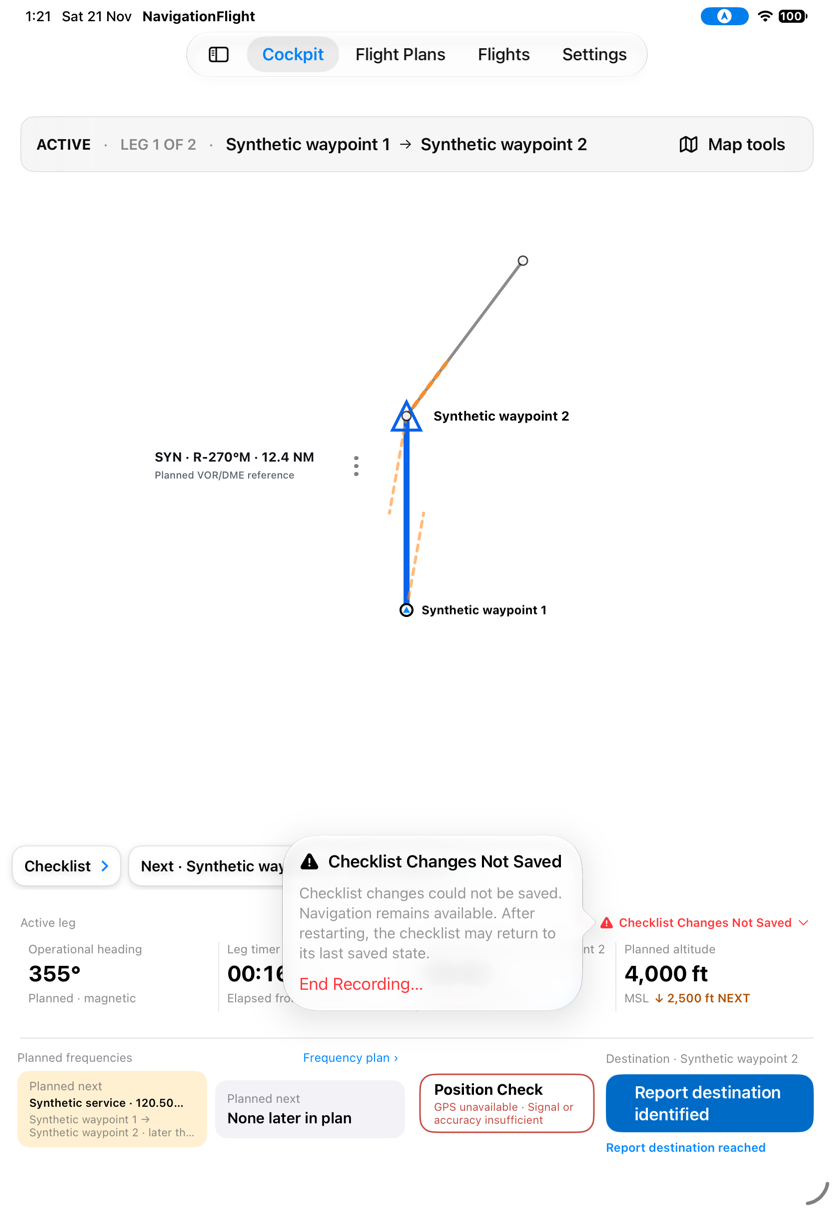 1:21 Sat 21 Nov NavigationFlight
100
Cockpit Flight Plans Flights Settings
ACTIVE · LEG 1 OF 2 · Synthetic waypoint 1 → Synthetic waypoint 2 Map tools
Synthetic waypoint 2
SYN · R-270°M · 12.4 NM
Planned VOR/DME reference
Synthetic waypoint 1
Checklist
Next · Synthetic way
Checklist Changes Not Saved
Checklist changes could not be saved.
Navigation remains available. After
restarting, the checklist may return to
its last saved state.
End Recording...
Active leg
Checklist Changes Not Saved
Operational heading
355°
Planned · magnetic
Leg timer
00:16
Elapsed fro
nt 2
Planned altitude
4,000 ft
MSL ↓ 2,500 ft NEXT
Planned frequencies
Frequency plan ›
Destination · Synthetic waypoint 2
Planned next
Synthetic service · 120.50...
Synthetic waypoint 1 →
Synthetic waypoint 2 · later th...
Planned next
None later in plan
Position Check
GPS unavailable · Signal or
accuracy insufficient
Report destination
identified
Report destination reached